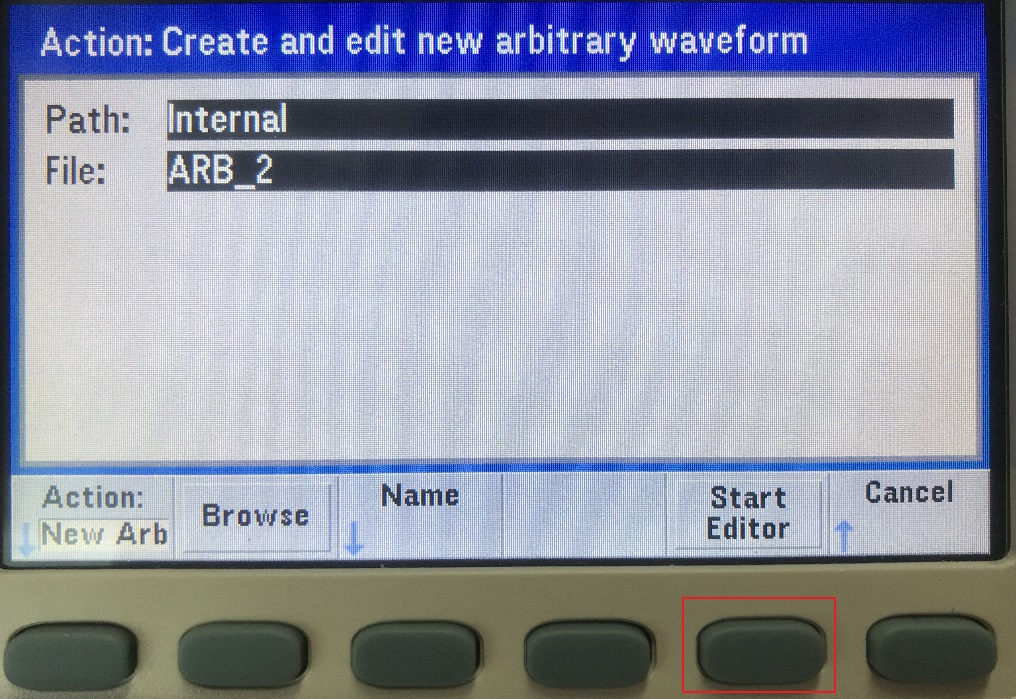 Action: Create and edit new arbitrary waveform
Path: Internal
File: ARB_2
Action:
New Arb
Browse
Name
Start
Editor
Cancel